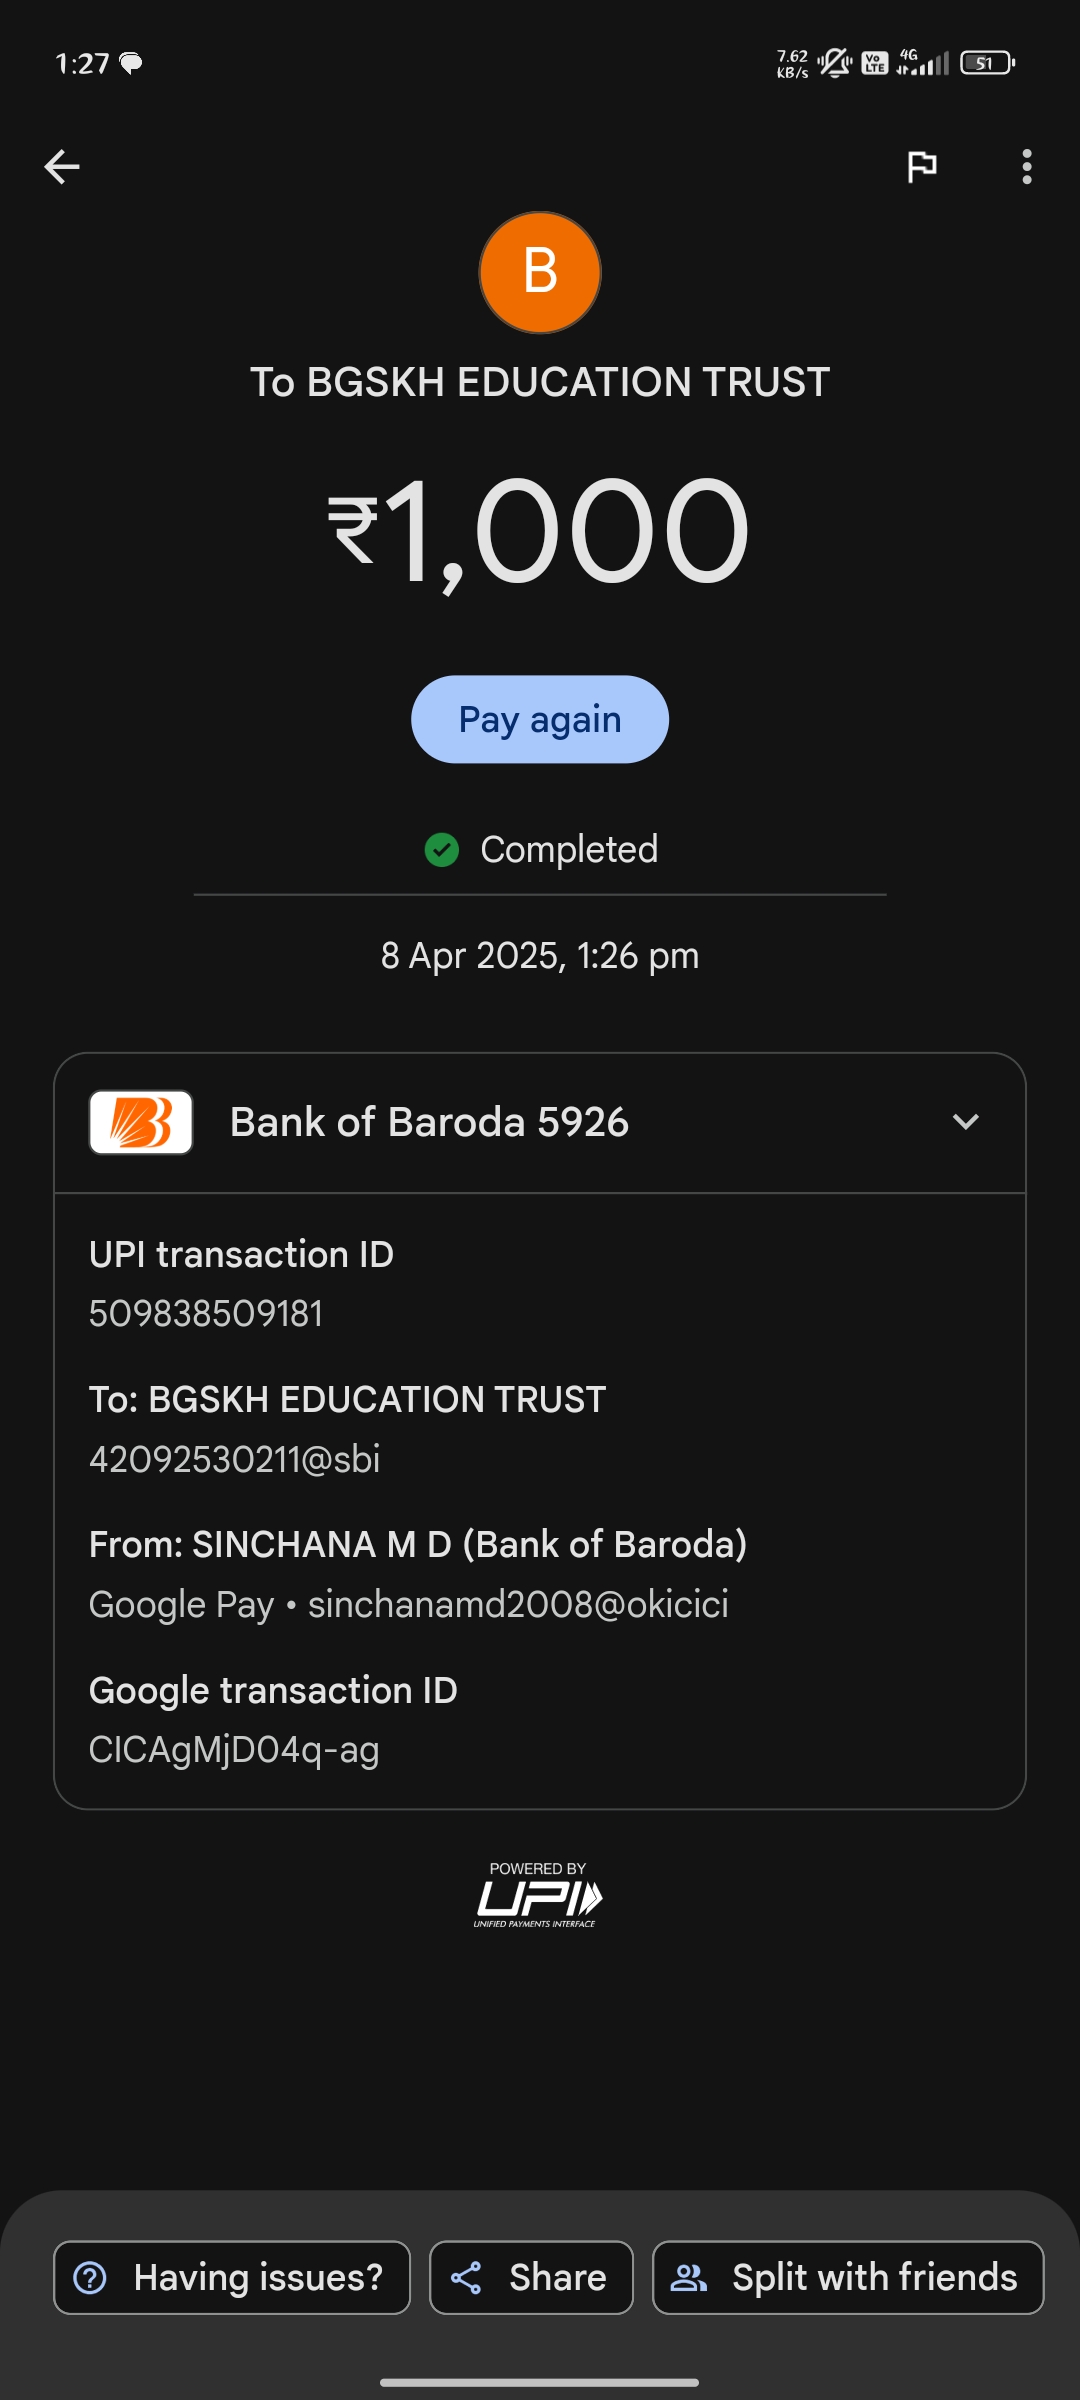 1:27
7.62
KB/s
Vo
LTE
4G
51
B
To BGSKH EDUCATION TRUST
₹1,000
Pay again
Completed
8 Apr 2025, 1:26 pm
Bank of Baroda 5926
UPI transaction ID
509838509181
To: BGSKH EDUCATION TRUST
42092530211@sbi
From: SINCHANA M D (Bank of Baroda)
Google Pay • sinchanamd2008@okicici
Google transaction ID
CICAgMjD04q-ag
POWERED BY
UPI
UNIFIED PAYMENTS INTERFACE
Having issues?
Share
Split with friends